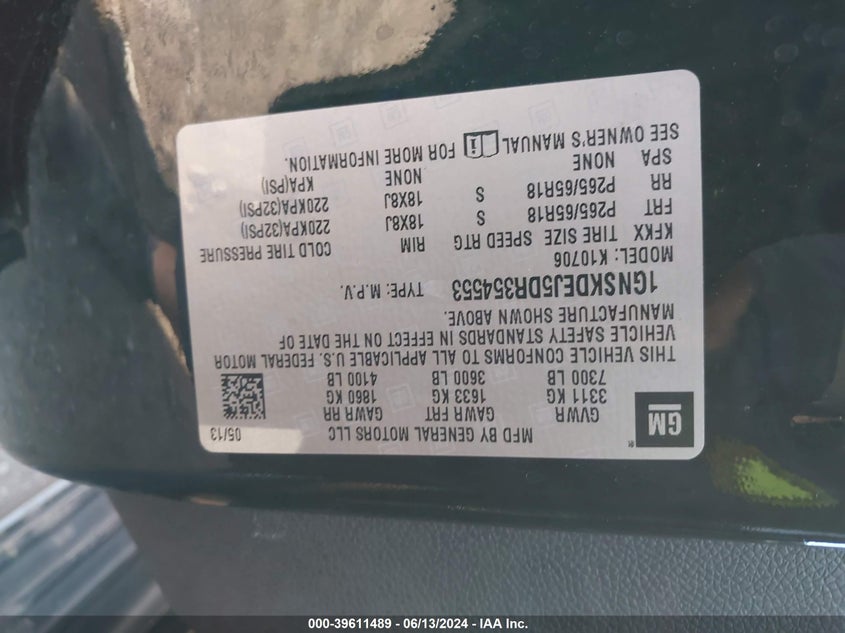 GM
MFD BY GENERAL MOTORS LLC 05/13
GVWR GAWR FRT GAWR RR
3311 KG 1633 KG 1860 KG
7300 LB 3600 LB 4100 LB
THIS VEHICLE CONFORMS TO ALL APPLICABLE U.S. FEDERAL MOTOR
VEHICLE SAFETY STANDARDS IN EFFECT ON THE DATE OF
MANUFACTURE SHOWN ABOVE.
1GNSKDEJ5DR354553 TYPE: M.P.V.
MODEL: K10706
KFKX TIRE SIZE SPEED RTG RIM COLD TIRE PRESSURE
FRT P265/65R18 S 18X8J 220KPA(32PSI)
RR P265/65R18 S 18X8J 220KPA(32PSI)
SPA NONE NONE KPA(PSI)
SEE OWNER'S MANUAL FOR MORE INFORMATION.
000-39611489 - 06/13/2024 - IAA Inc.